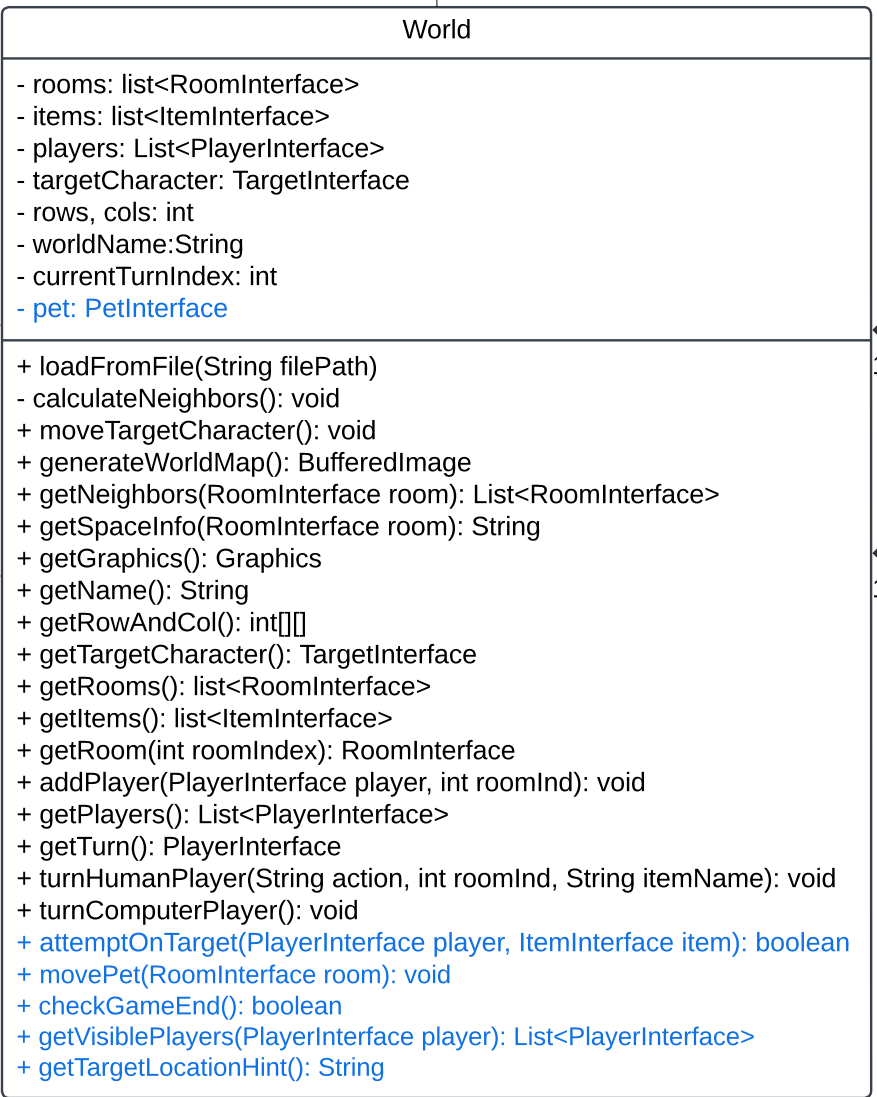 World
- rooms: list<RoomInterface>
- items: list<ItemInterface>
- players: List<PlayerInterface>
- targetCharacter: TargetInterface
- rows, cols: int
- worldName:String
- currentTurnIndex: int
- pet: PetInterface
+ loadFromFile(String filePath)
- calculateNeighbors(): void
+ moveTargetCharacter(): void
+ generateWorldMap(): BufferedImage
+ getNeighbors(RoomInterface room): List<RoomInterface>
+ getSpaceInfo(RoomInterface room): String
+ getGraphics(): Graphics
+ getName(): String
+ getRowAndCol(): int[][]
+ getTargetCharacter(): TargetInterface
+ getRooms(): list<RoomInterface>
+ getItems(): list<ItemInterface>
+ getRoom(int roomIndex): RoomInterface
+ addPlayer(PlayerInterface player, int roomInd): void
+ getPlayers(): List<PlayerInterface>
+ getTurn(): PlayerInterface
+ turnHumanPlayer(String action, int roomInd, String itemName): void
+ turnComputerPlayer(): void
+ attemptOnTarget(PlayerInterface player, ItemInterface item): boolean
+ movePet(RoomInterface room): void
+ checkGameEnd(): boolean
+ getVisiblePlayers(PlayerInterface player): List<PlayerInterface>
+ getTargetLocationHint(): String